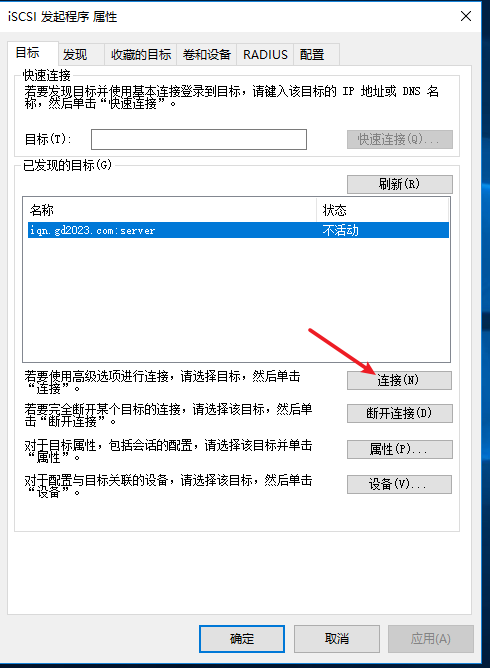 iSCSI 发起程序 属性
目标 发现 收藏的目标 卷和设备 RADIUS 配置
快速连接
若要发现目标并使用基本连接登录到目标，请键入该目标的 IP 地址或 DNS 名
称，然后单击“快速连接”。
目标(T): 快速连接(Q)...
已发现的目标(G)
刷新(R)
名称 状态
iqn.gd2023.com:server 不活动
若要使用高级选项进行连接，请选择目标，然后单击
“连接”。
连接(N)
若要完全断开某个目标的连接，请选择该目标，然后单
击“断开连接”。
断开连接(D)
对于目标属性，包括会话的配置，请选择该目标并单击
“属性”。
属性(P)...
对于配置与目标关联的设备，请选择该目标，然后单击
“设备”。
设备(V)...
确定 取消 应用(A)